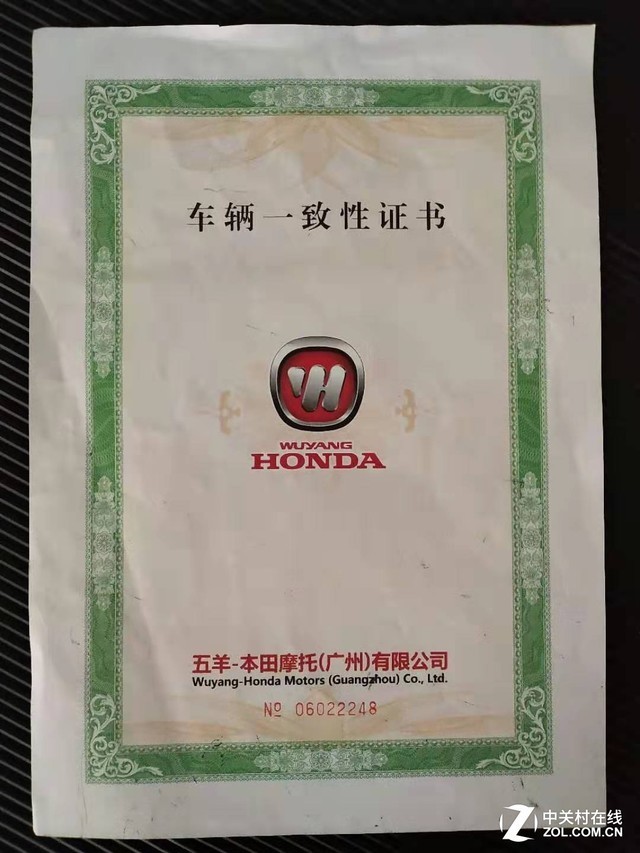 车辆一致性证书
WUYANG
HONDA
五羊-本田摩托(广州)有限公司
Wuyang-Honda Motors (Guangzhou) Co., Ltd.
Nº 06022248
中关村在线
ZOL.COM.CN